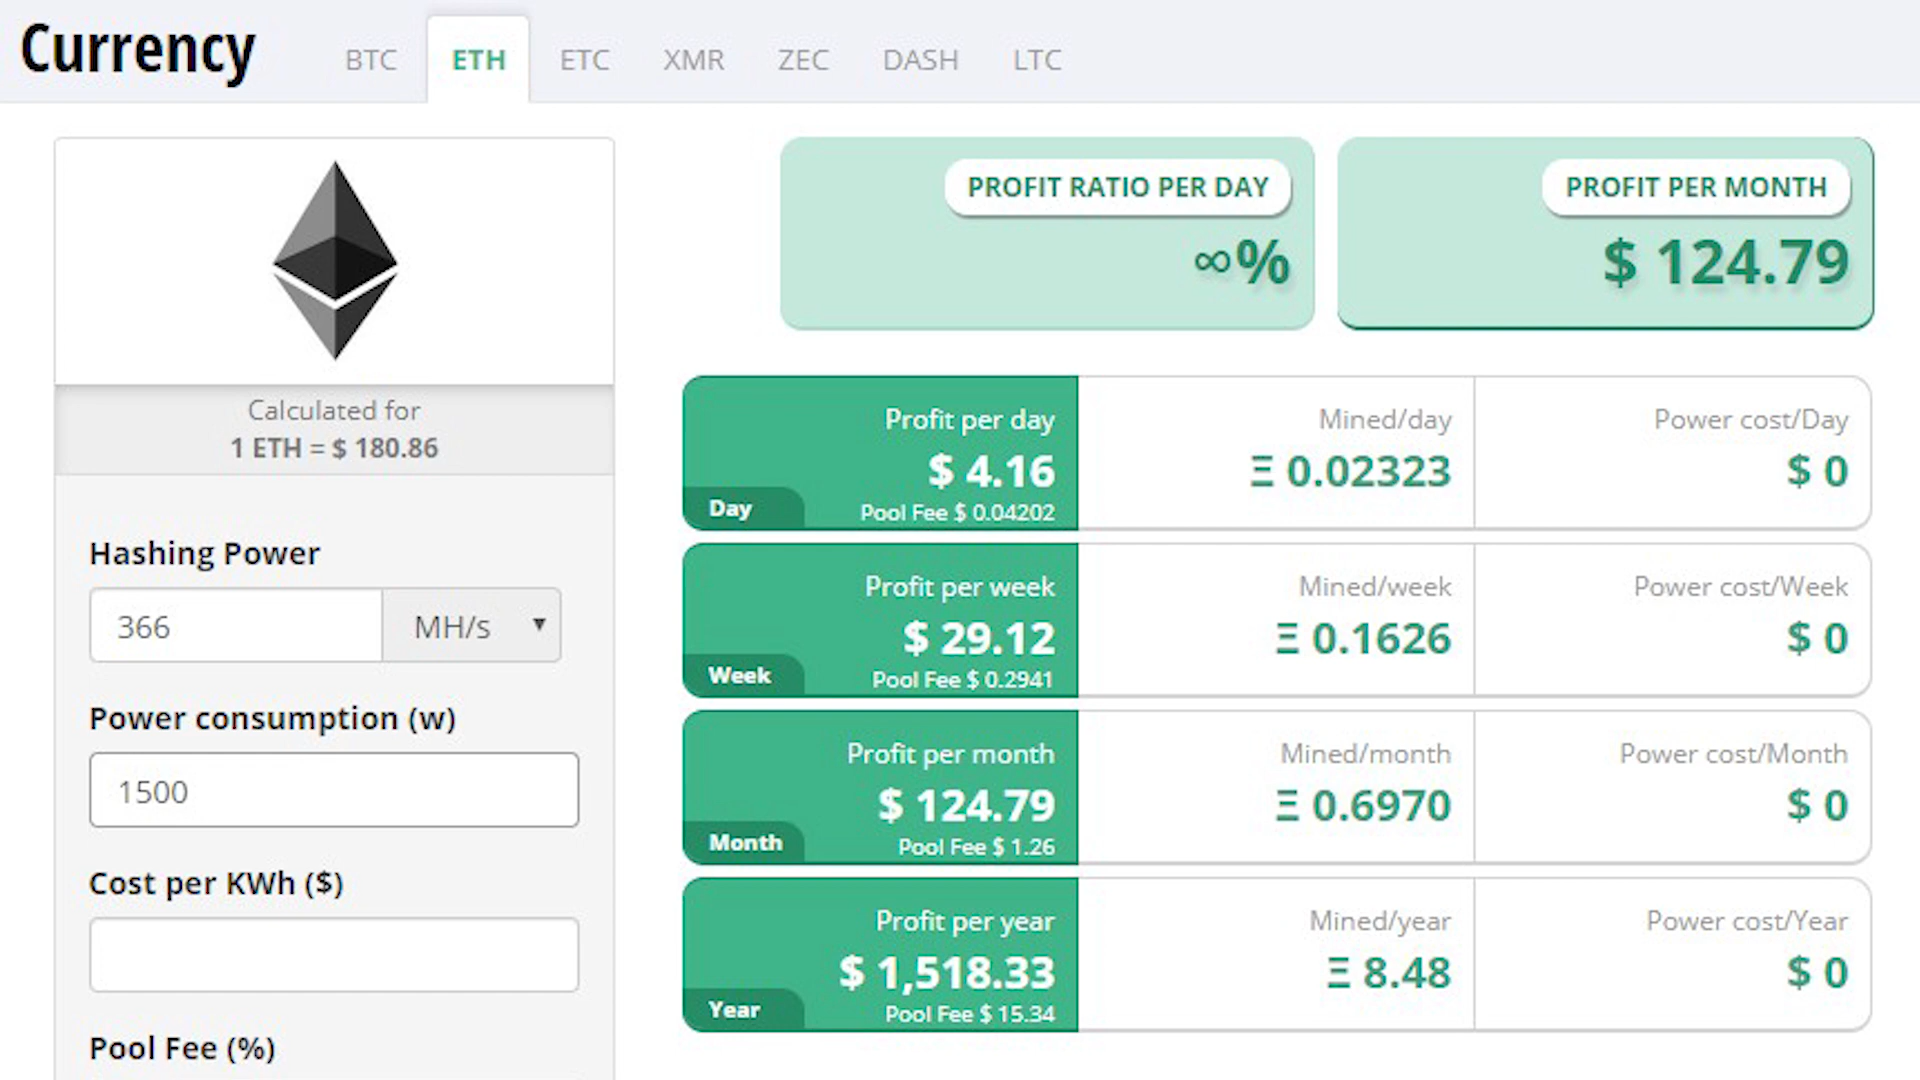 Currency
BTC ETH ETC XMR ZEC DASH LTC
Calculated for
1 ETH = $ 180.86
Hashing Power
366 MH/s
Power consumption (w)
1500
Cost per KWh ($)
Pool Fee (%)
PROFIT RATIO PER DAY
∞%
PROFIT PER MONTH
$ 124.79
Day
Profit per day
$ 4.16
Pool Fee $ 0.04202
Mined/day
Ξ 0.02323
Power cost/Day
$ 0
Week
Profit per week
$ 29.12
Pool Fee $ 0.2941
Mined/week
Ξ 0.1626
Power cost/Week
$ 0
Month
Profit per month
$ 124.79
Pool Fee $ 1.26
Mined/month
Ξ 0.6970
Power cost/Month
$ 0
Year
Profit per year
$ 1,518.33
Pool Fee $ 15.34
Mined/year
Ξ 8.48
Power cost/Year
$ 0